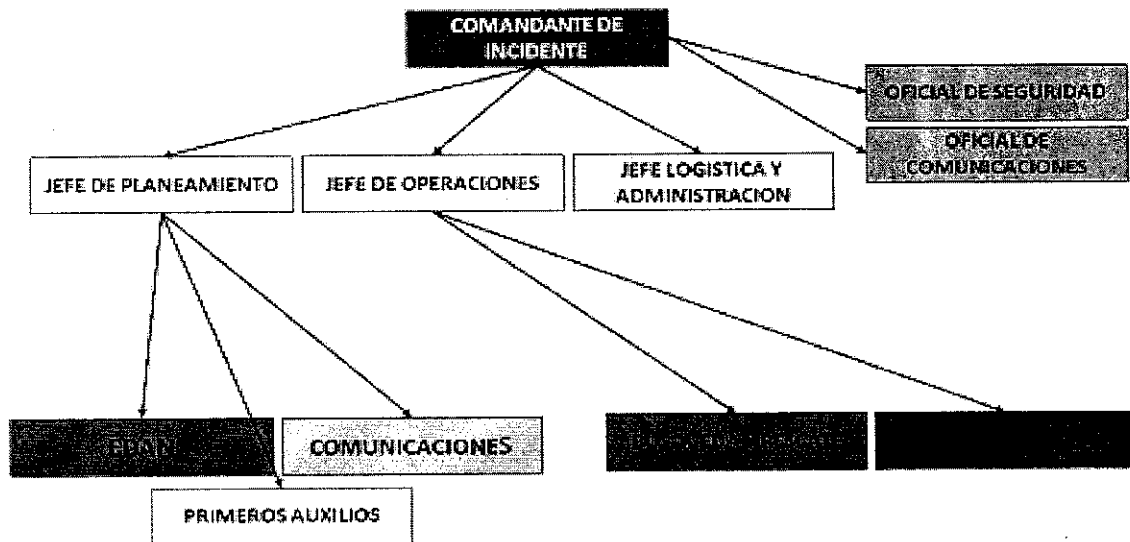 COMANDANTE DE
INCIDENTE
OFICIAL DE SEGURIDAD
OFICIAL DE
COMUNICACIONES
JEFE DE PLANEAMIENTO
JEFE DE OPERACIONES
JEFE LOGISTICA Y
ADMINISTRACION
COMUNICACIONES
PRIMEROS AUXILIOS